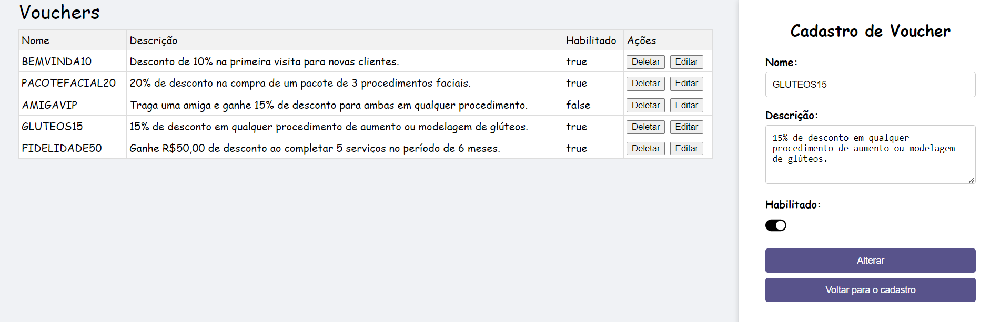 Vouchers
Nome Descrição Habilitado Ações
BEMVINDA10 Desconto de 10% na primeira visita para novas clientes. true Deletar Editar
PACOTEFACIAL20 20% de desconto na compra de um pacote de 3 procedimentos faciais. true Deletar Editar
AMIGAVIP Traga uma amiga e ganhe 15% de desconto para ambas em qualquer procedimento. false Deletar Editar
GLUTEOS15 15% de desconto em qualquer procedimento de aumento ou modelagem de glúteos. true Deletar Editar
FIDELIDADE50 Ganhe R$50,00 de desconto ao completar 5 serviços no período de 6 meses. true Deletar Editar
Cadastro de Voucher
Nome:
GLUTEOS15
Descrição:
15% de desconto em qualquer
procedimento de aumento ou modelagem
de glúteos.
Habilitado:
Alterar
Voltar para o cadastro